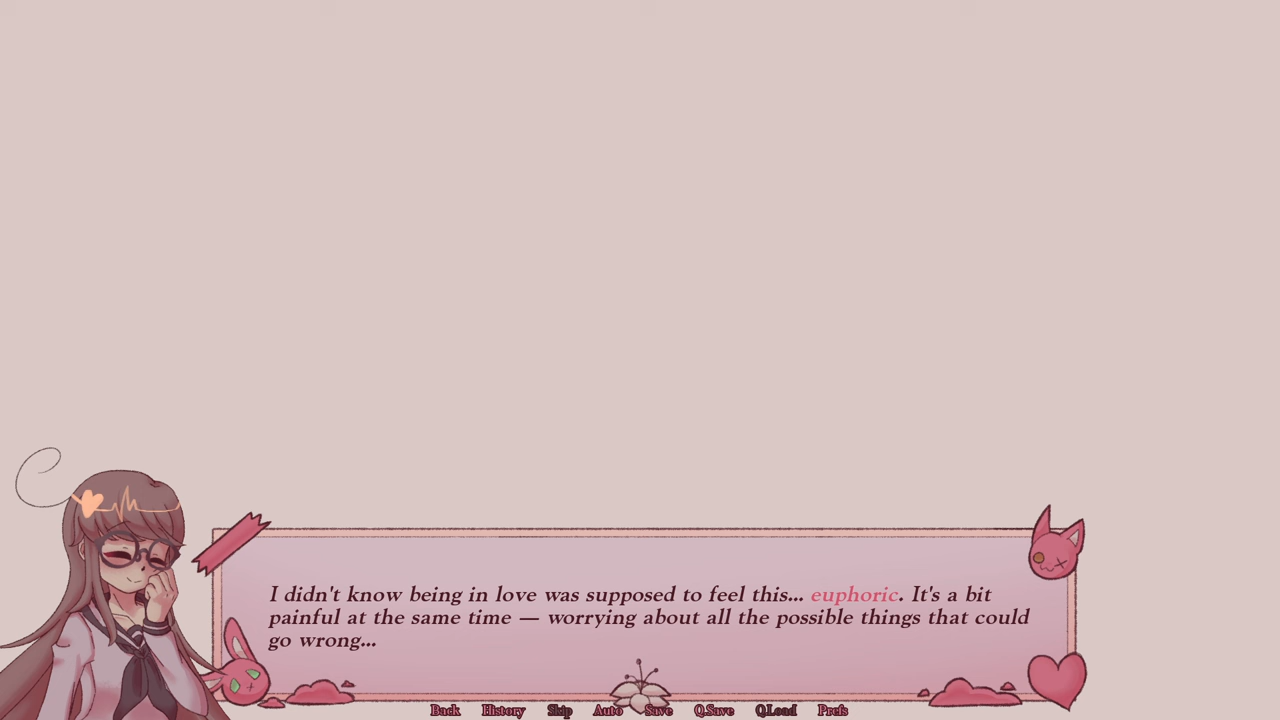 I didn't know being in love was supposed to feel this... euphoric. It's a bit
painful at the same time — worrying about all the possible things that could
go wrong...
Back History Skip Auto Save Q.Save Q.Load Prefs